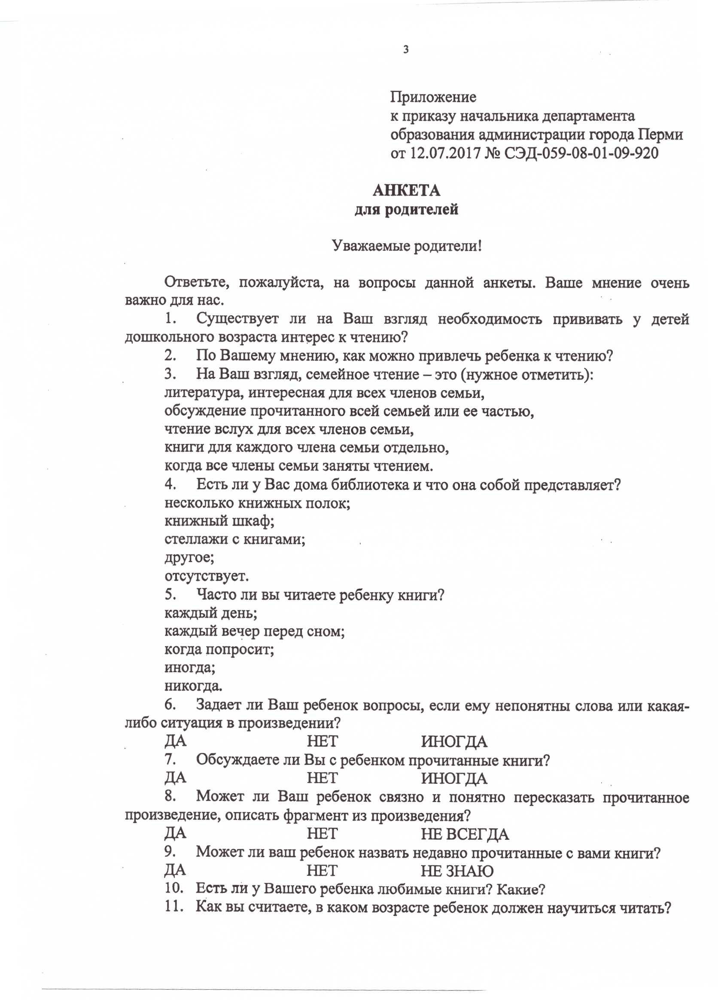 3
Приложение
к приказу начальника департамента
образования администрации города Перми
от 12.07.2017 № СЭД-059-08-01-09-920
АНКЕТА
для родителей
Уважаемые родители!
Ответьте, пожалуйста, на вопросы данной анкеты. Ваше мнение очень
важно для нас.
1. Существует ли на Ваш взгляд необходимость прививать у детей
дошкольного возраста интерес к чтению?
2. По Вашему мнению, как можно привлечь ребенка к чтению?
3. На Ваш взгляд, семейное чтение – это (нужное отметить):
литература, интересная для всех членов семьи,
обсуждение прочитанного всей семьей или ее частью,
чтение вслух для всех членов семьи,
книги для каждого члена семьи отдельно,
когда все члены семьи заняты чтением.
4. Есть ли у Вас дома библиотека и что она собой представляет?
несколько книжных полок;
книжный шкаф;
стеллажи с книгами;
другое;
отсутствует.
5. Часто ли вы читаете ребенку книги?
каждый день;
каждый вечер перед сном;
когда попросит;
иногда;
никогда.
6. Задает ли Ваш ребенок вопросы, если ему непонятны слова или какая-
либо ситуация в произведении?
ДА НЕТ ИНОГДА
7. Обсуждаете ли Вы с ребенком прочитанные книги?
ДА НЕТ ИНОГДА
8. Может ли Ваш ребенок связно и понятно пересказать прочитанное
произведение, описать фрагмент из произведения?
ДА НЕТ НЕ ВСЕГДА
9. Может ли ваш ребенок назвать недавно прочитанные с вами книги?
ДА НЕТ НЕ ЗНАЮ
10. Есть ли у Вашего ребенка любимые книги? Какие?
11. Как вы считаете, в каком возрасте ребенок должен научиться читать?